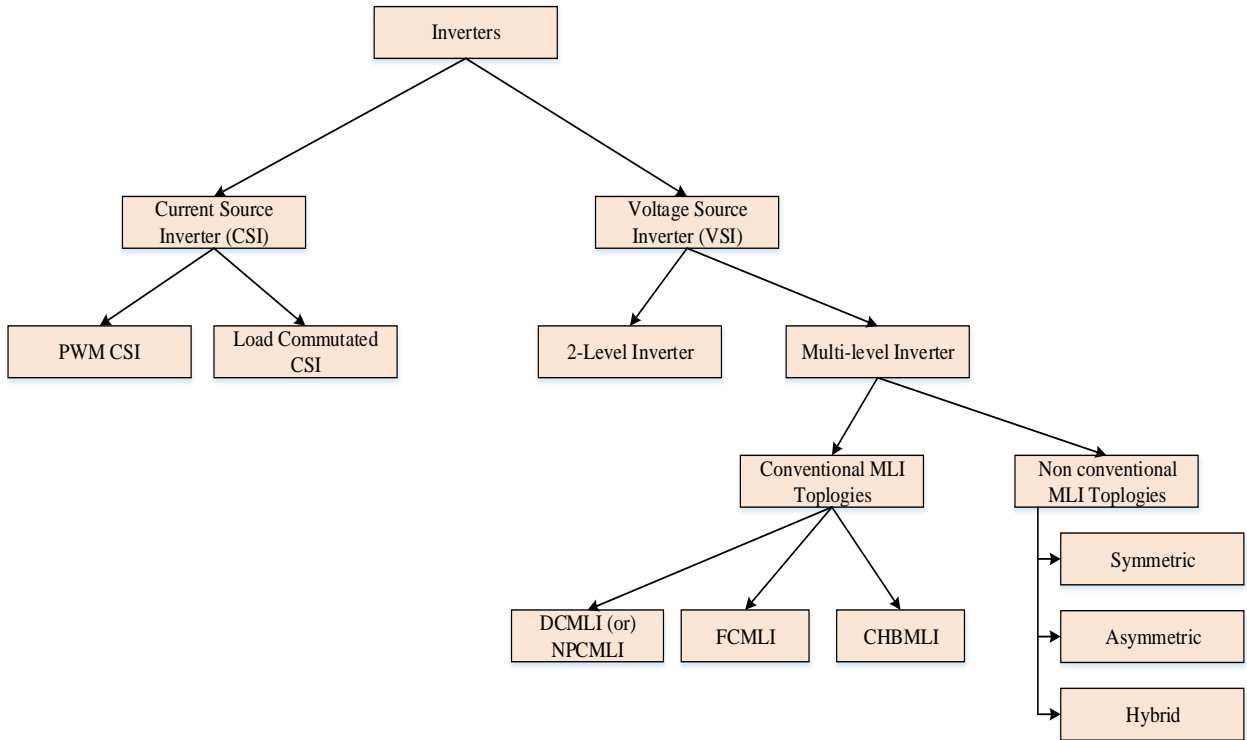 Inverters
Current Source
Inverter (CSI)
Voltage Source
Inverter (VSI)
PWM CSI
Load Commutated
CSI
2-Level Inverter
Multi-level Inverter
Conventional MLI
Toplogies
Non conventional
MLI Toplogies
Symmetric
DCMLI (or)
NPCMLI
FCMLI
CHBMLI
Asymmetric
Hybrid